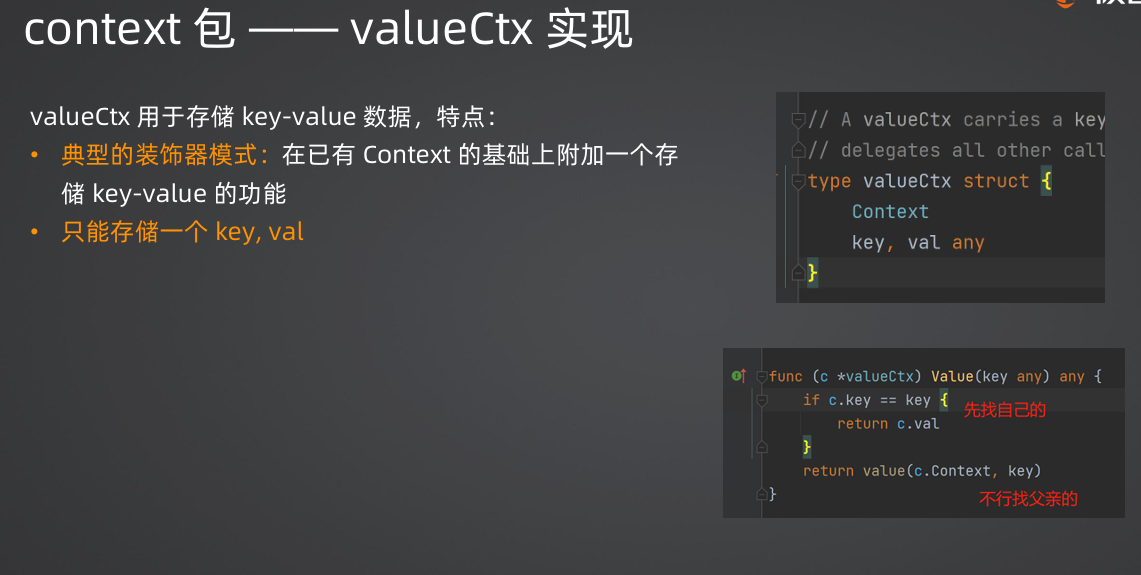 context 包 —— valueCtx 实现
valueCtx 用于存储 key-value 数据，特点：
• 典型的装饰器模式：在已有 Context 的基础上附加一个存
储 key-value 的功能
• 只能存储一个 key, val
// A valueCtx carries a key
// delegates all other call
type valueCtx struct {
Context
key, val any
}
func (c *valueCtx) Value(key any) any {
if c.key == key {
先找自己的
return c.val
}
return value(c.Context, key)
不行找父亲的
}